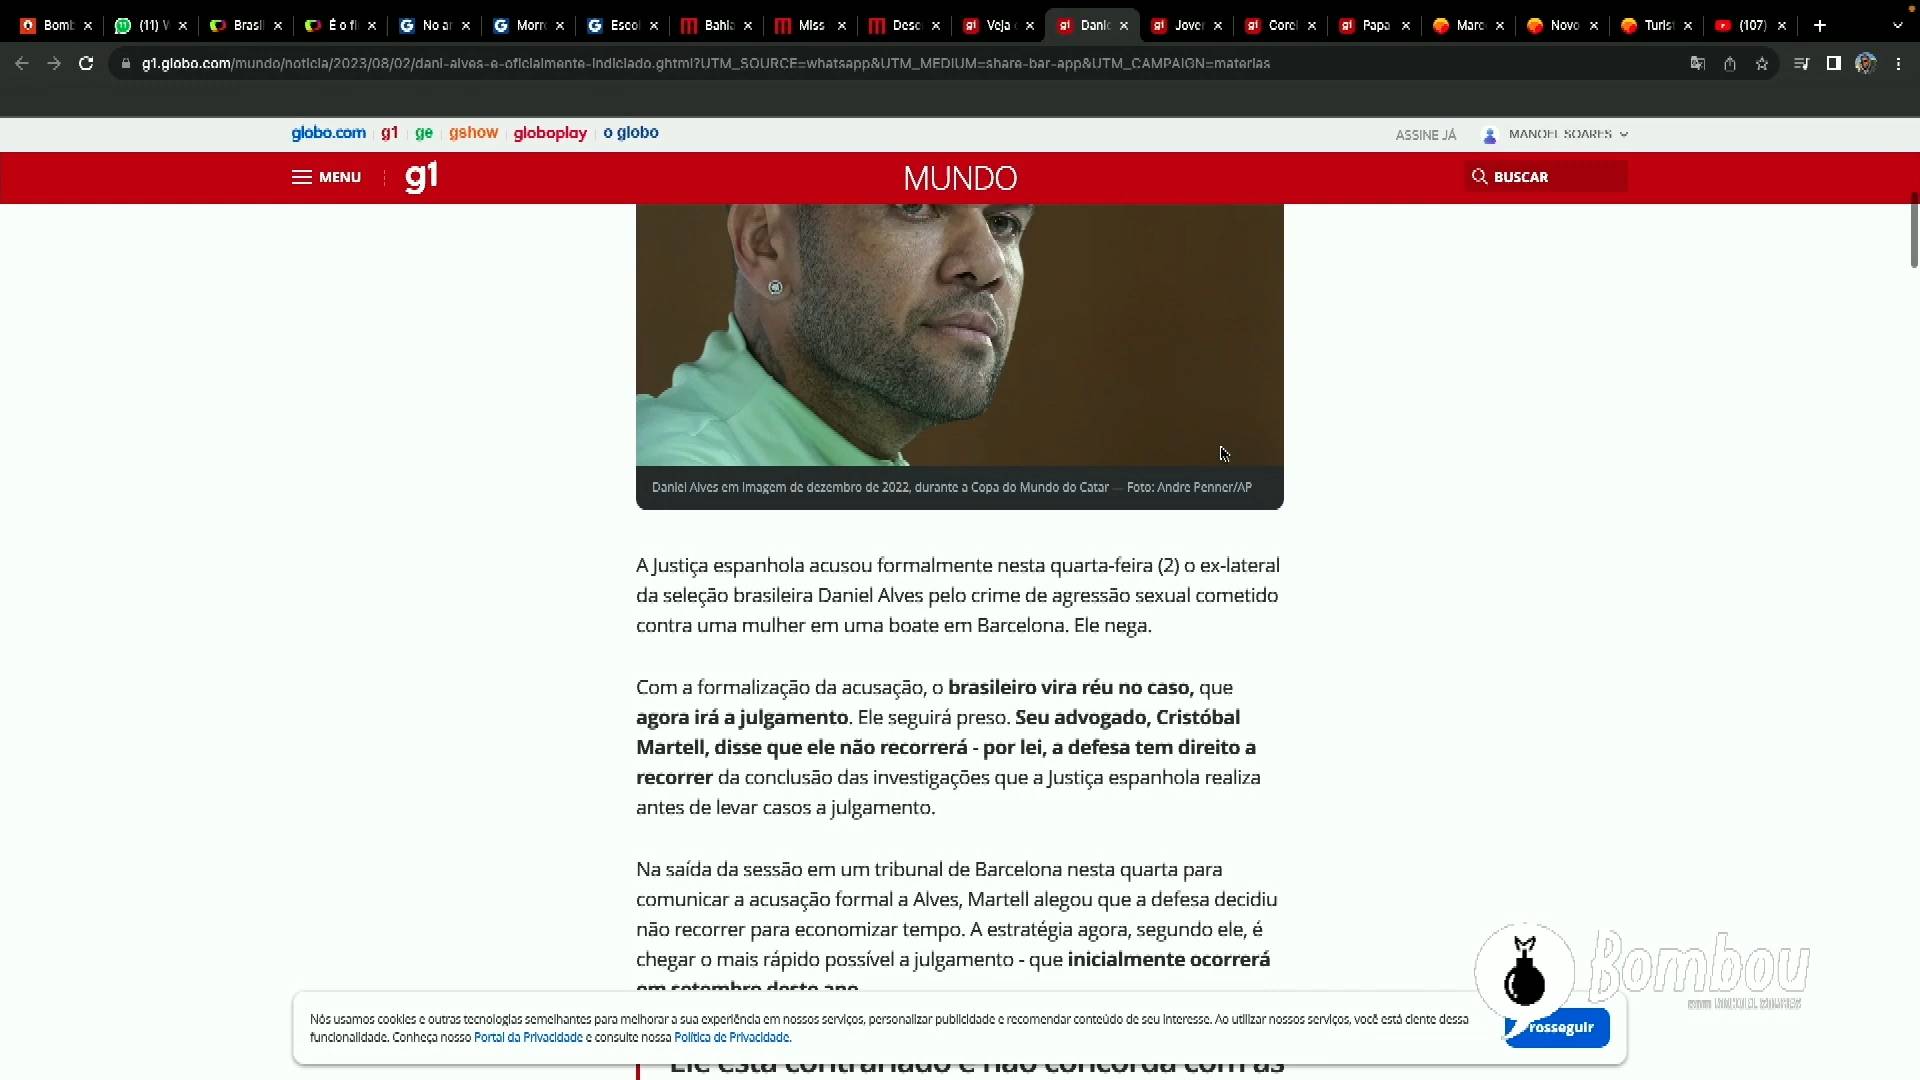 Bomb
(11) W
Brasil
É o fi
No ar
Morre
Escol
Bahia
Miss
Desc
Veja
Danie
Jover
Corei
Papa
Marc
Novo
Turist
(107)
g1.globo.com/mundo/noticia/2023/08/02/dani-alves-e-oficialmente-indiciado.ghtml?UTM_SOURCE=whatsapp&UTM_MEDIUM=share-bar-app&UTM_CAMPAIGN=materias
globo.com g1 ge gshow globoplay o globo
ASSINE JÁ MANOEL SOARES
MENU g1 MUNDO BUSCAR
Daniel Alves em imagem de dezembro de 2022, durante a Copa do Mundo do Catar — Foto: Andre Penner/AP
A Justiça espanhola acusou formalmente nesta quarta-feira (2) o ex-lateral
da seleção brasileira Daniel Alves pelo crime de agressão sexual cometido
contra uma mulher em uma boate em Barcelona. Ele nega.
Com a formalização da acusação, o brasileiro vira réu no caso, que
agora irá a julgamento. Ele seguirá preso. Seu advogado, Cristóbal
Martell, disse que ele não recorrerá - por lei, a defesa tem direito a
recorrer da conclusão das investigações que a Justiça espanhola realiza
antes de levar casos a julgamento.
Na saída da sessão em um tribunal de Barcelona nesta quarta para
comunicar a acusação formal a Alves, Martell alegou que a defesa decidiu
não recorrer para economizar tempo. A estratégia agora, segundo ele, é
chegar o mais rápido possível a julgamento - que inicialmente ocorrerá
em setembro deste ano.
Bombou
com MANOEL SOARES
Nós usamos cookies e outras tecnologias semelhantes para melhorar a sua experiência em nossos serviços, personalizar publicidade e recomendar conteúdo de seu interesse. Ao utilizar nossos serviços, você está ciente dessa
funcionalidade. Conheça nosso Portal da Privacidade e consulte nossa Política de Privacidade.
rosseguir
Ele está contrariado e não concorda com as